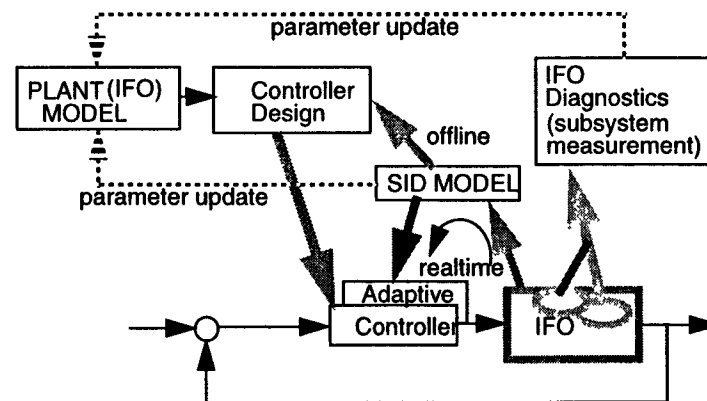 parameter update
PLANT(IFO)
MODEL
Controller
Design
IFO
Diagnostics
(subsystem
measurement)
offline
SID MODEL
parameter update
realtime
Adaptive
Controller
IFO